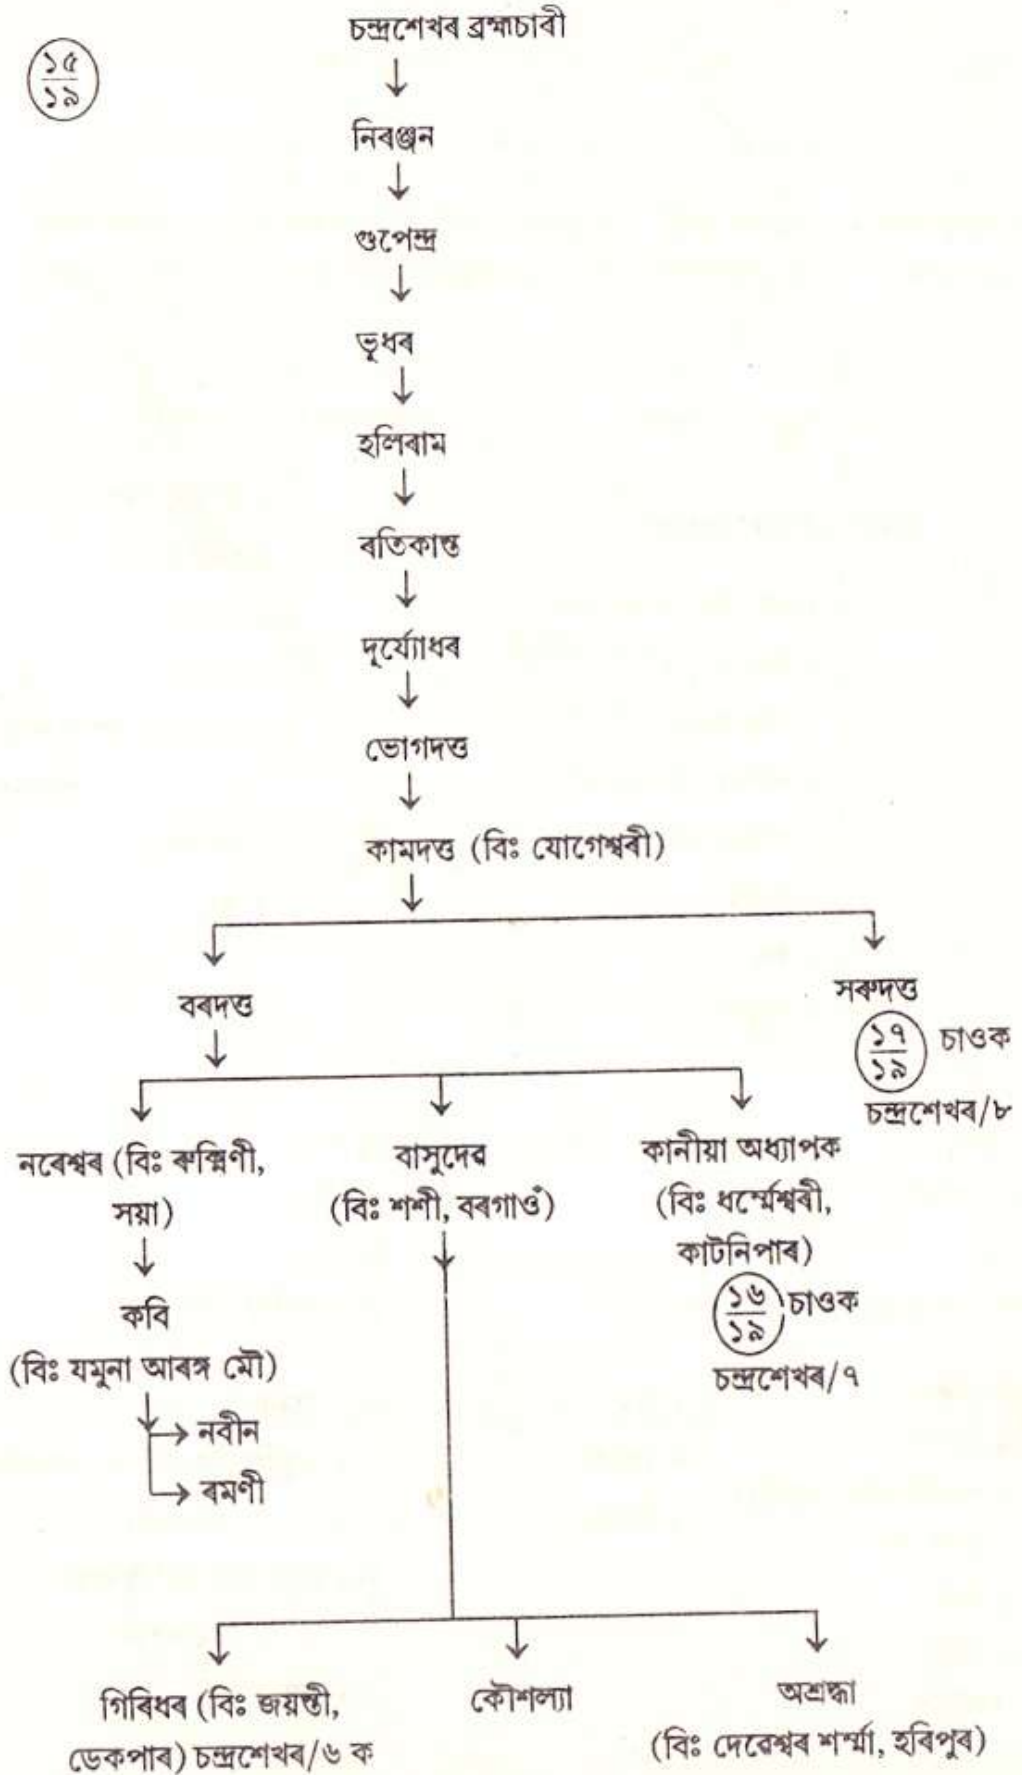 চন্দ্ৰশেখৰ ব্ৰহ্মচাৰী
১৫
১৯
নিৰঞ্জন
গুপেন্দ্ৰ
ভূধৰ
হলিৰাম
ৰতিকান্ত
দূৰ্য্যোধৰ
ভোগদত্ত
কামদত্ত (বিঃ যোগেশ্বৰী)
বৰদত্ত
সৰুদত্ত
১৭
১৯
চাওক
চন্দ্ৰশেখৰ/৮
নৰেশ্বৰ (বিঃ ৰুক্মিণী,
সয়া)
বাসুদেৱ
(বিঃ শশী, বৰগাওঁ)
কানীয়া অধ্যাপক
(বিঃ ধৰ্ম্মেশ্বৰী,
কাটনিপাৰ)
১৬
১৯
চাওক
চন্দ্ৰশেখৰ/৭
কবি
(বিঃ যমুনা আৰঙ্গ মৌ)
নবীন
ৰমণী
গিৰিধৰ (বিঃ জয়ন্তী,
ডেকপাৰ) চন্দ্ৰশেখৰ/৬ ক
কৌশল্যা
অশ্ৰদ্ধা
(বিঃ দেৱেশ্বৰ শৰ্ম্মা, হৰিপুৰ)